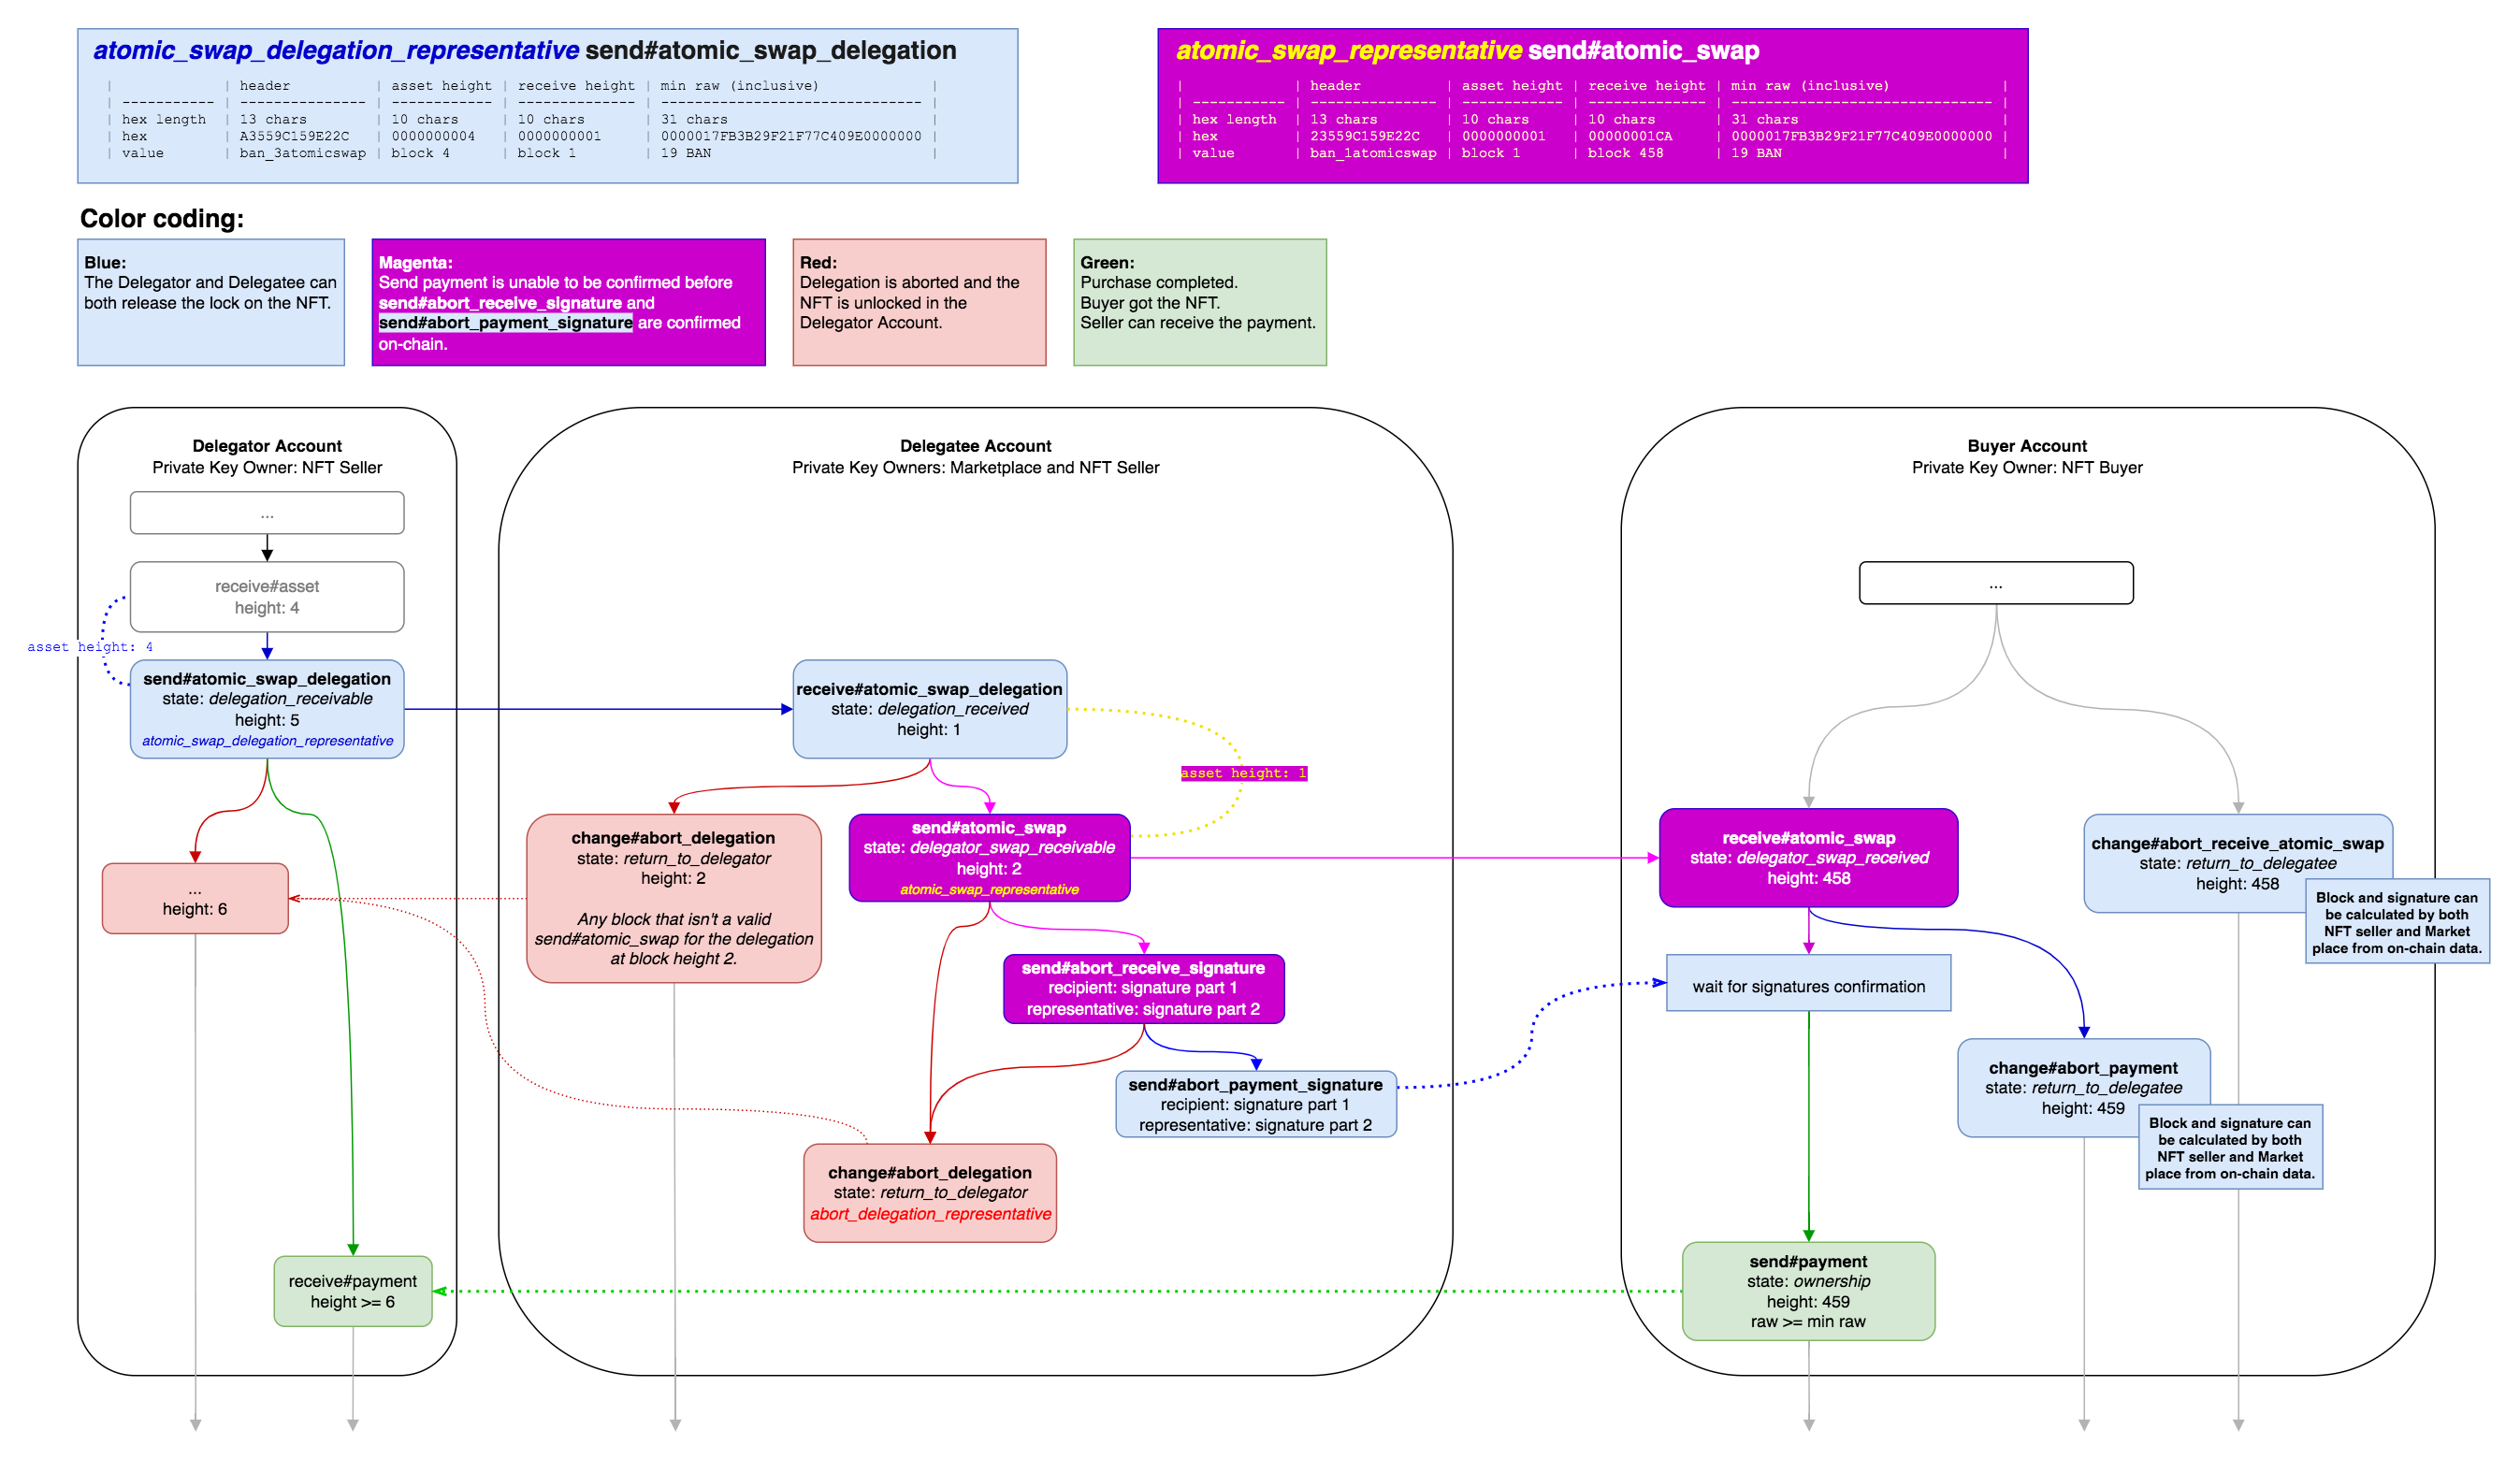 atomic_swap_delegation_representative send#atomic_swap_delegation
|             | header          | asset height | receive height | min raw (inclusive)             |
| ----------- | --------------- | ------------ | -------------- | ------------------------------- |
| hex length  | 13 chars        | 10 chars     | 10 chars       | 31 chars                        |
| hex         | A3559C159E22C   | 0000000004   | 0000000001     | 0000017FB3B29F21F77C409E0000000 |
| value       | ban_3atomicswap | block 4      | block 1        | 19 BAN                          |
atomic_swap_representative send#atomic_swap
|             | header          | asset height | receive height | min raw (inclusive)             |
| ----------- | --------------- | ------------ | -------------- | ------------------------------- |
| hex length  | 13 chars        | 10 chars     | 10 chars       | 31 chars                        |
| hex         | 23559C159E22C   | 0000000001   | 00000001CA     | 0000017FB3B29F21F77C409E0000000 |
| value       | ban_1atomicswap | block 1      | block 458      | 19 BAN                          |
Color coding:
Blue:
The Delegator and Delegatee can
both release the lock on the NFT.
Magenta:
Send payment is unable to be confirmed before
send#abort_receive_signature and
send#abort_payment_signature are confirmed
on-chain.
Red:
Delegation is aborted and the
NFT is unlocked in the
Delegator Account.
Green:
Purchase completed.
Buyer got the NFT.
Seller can receive the payment.
Delegator Account
Private Key Owner: NFT Seller
...
receive#asset
height: 4
asset height: 4
send#atomic_swap_delegation
state: delegation_receivable
height: 5
atomic_swap_delegation_representative
...
height: 6
receive#payment
height >= 6
Delegatee Account
Private Key Owners: Marketplace and NFT Seller
receive#atomic_swap_delegation
state: delegation_received
height: 1
asset height: 1
change#abort_delegation
state: return_to_delegator
height: 2
Any block that isn't a valid
send#atomic_swap for the delegation
at block height 2.
send#atomic_swap
state: delegator_swap_receivable
height: 2
atomic_swap_representative
send#abort_receive_signature
recipient: signature part 1
representative: signature part 2
send#abort_payment_signature
recipient: signature part 1
representative: signature part 2
change#abort_delegation
state: return_to_delegator
abort_delegation_representative
Buyer Account
Private Key Owner: NFT Buyer
...
receive#atomic_swap
state: delegator_swap_received
height: 458
change#abort_receive_atomic_swap
state: return_to_delegatee
height: 458
Block and signature can
be calculated by both
NFT seller and Market
place from on-chain data.
wait for signatures confirmation
change#abort_payment
state: return_to_delegatee
height: 459
Block and signature can
be calculated by both
NFT seller and Market
place from on-chain data.
send#payment
state: ownership
height: 459
raw >= min raw